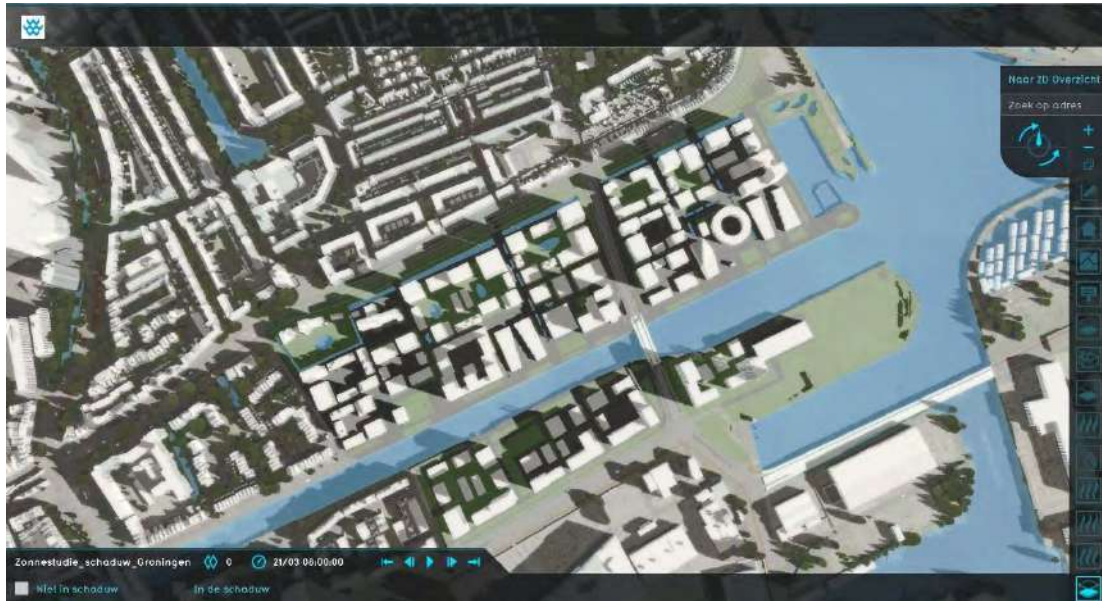 Naar 2D Overzicht
Zoek op adres
Zonnestudie_schaduw_Groningen 0 21/03 08:00:00
Niet in schaduw In de schaduw